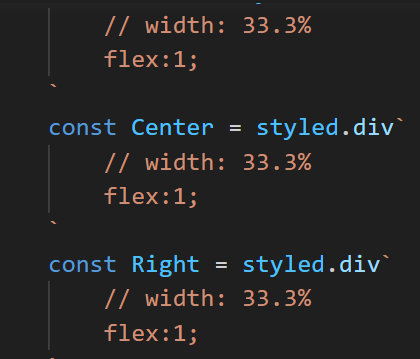 // width: 33.3%
flex:1;
`
const Center = styled.div`
// width: 33.3%
flex:1;
`
const Right = styled.div`
// width: 33.3%
flex:1;